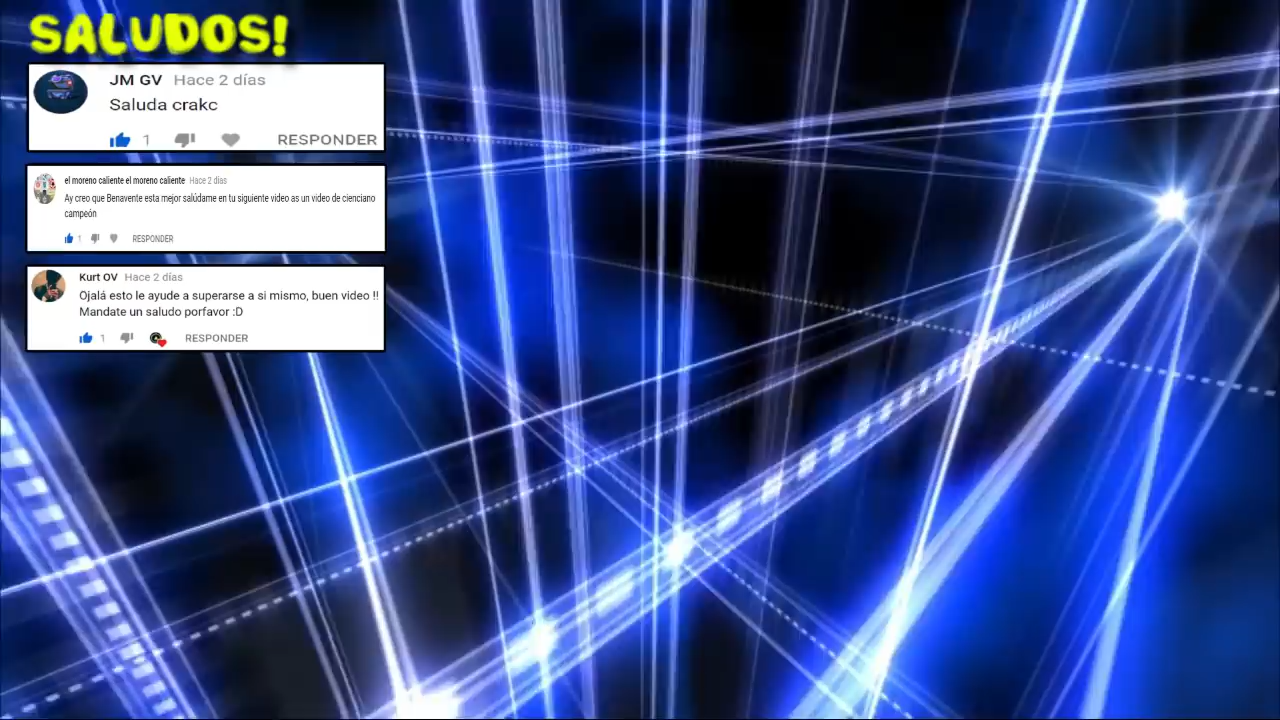 SALUDOS!
JM GV Hace 2 días
Saluda crakc
1 RESPONDER
el moreno caliente el moreno caliente Hace 2 días
Ay creo que Benavente esta mejor salúdame en tu siguiente video as un video de cienciano
campeón
1 RESPONDER
Kurt OV Hace 2 días
Ojalá esto le ayude a superarse a si mismo, buen video !!
Mandate un saludo porfavor :D
1 RESPONDER